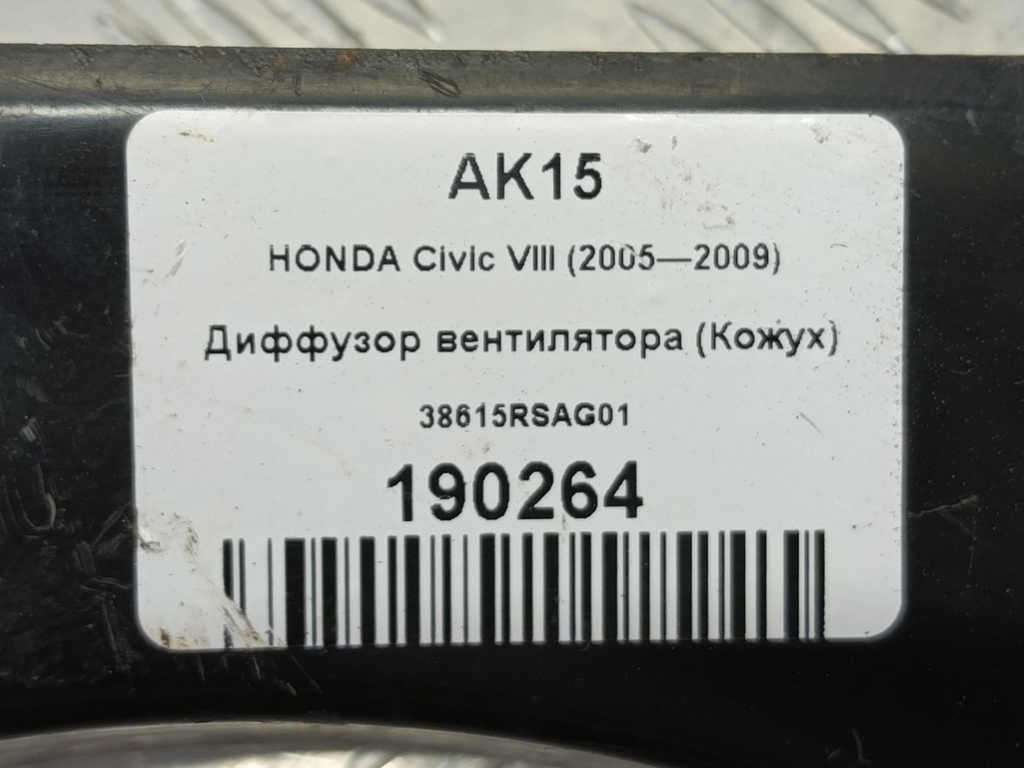 AK15
HONDA Civic VIII (2005—2009)
Диффузор вентилятора (Кожух)
38615RSAG01
190264